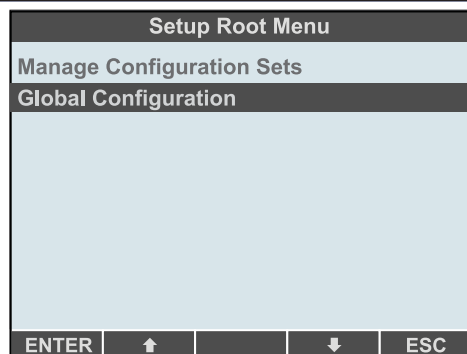 Setup Root Menu
Manage Configuration Sets
Global Configuration
ENTER ⬆ ⬇ ESC